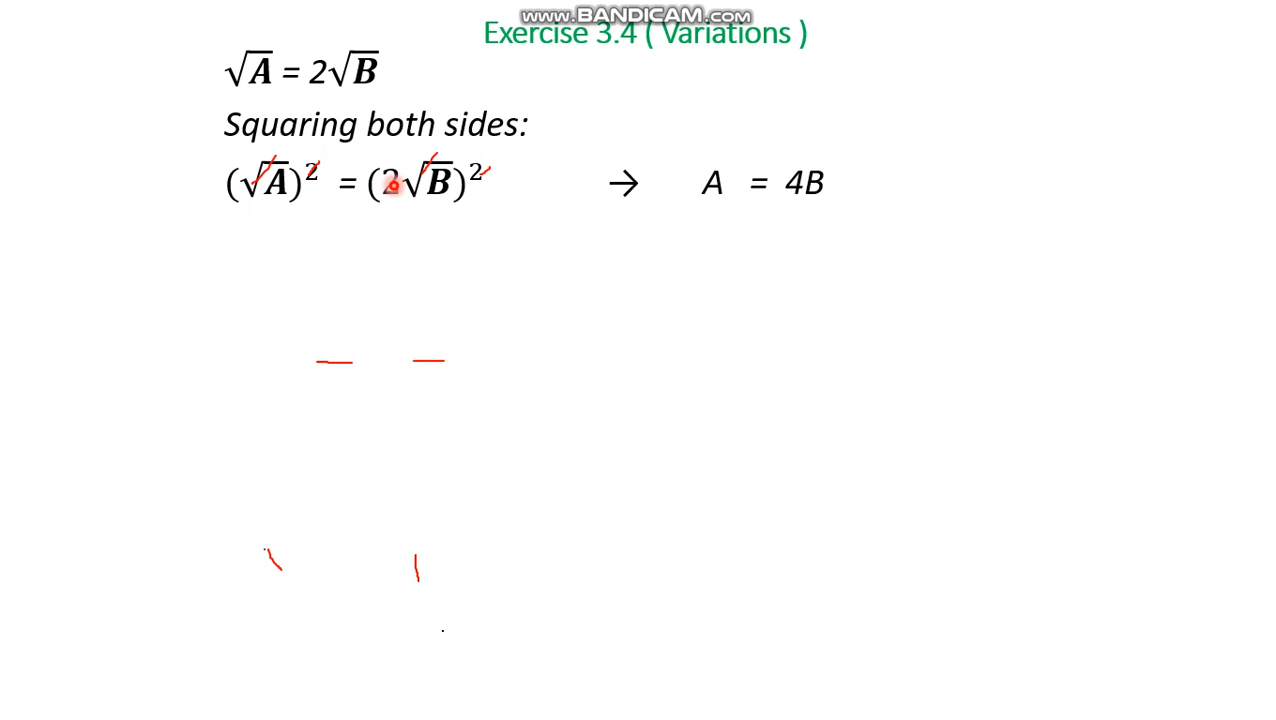 www.BANDICAM.com
Exercise 3.4 ( Variations )
√A = 2√B
Squaring both sides:
(√A)² = (2√B)² → A = 4B